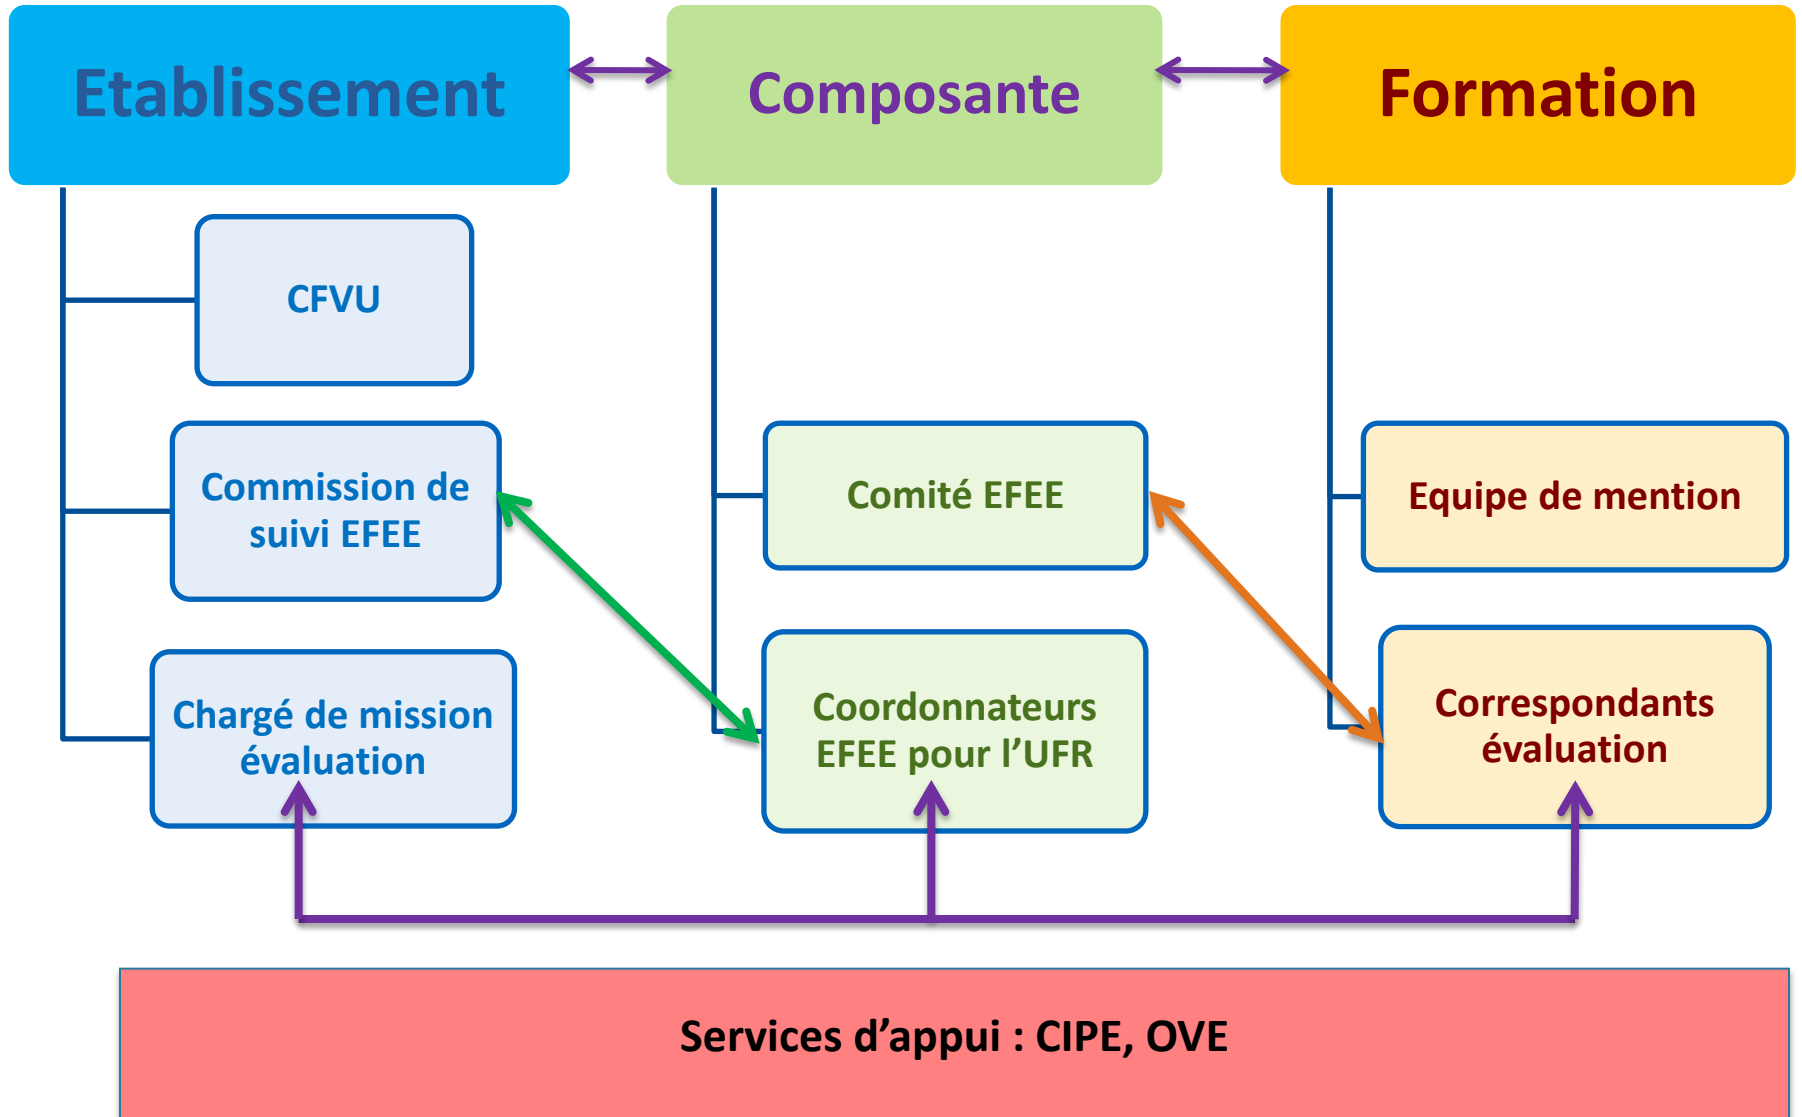 Etablissement
Composante
Formation
CFVU
Commission de
suivi EFEE
Chargé de mission
évaluation
Comité EFEE
Coordonnateurs
EFEE pour l’UFR
Equipe de mention
Correspondants
évaluation
Services d’appui : CIPE, OVE